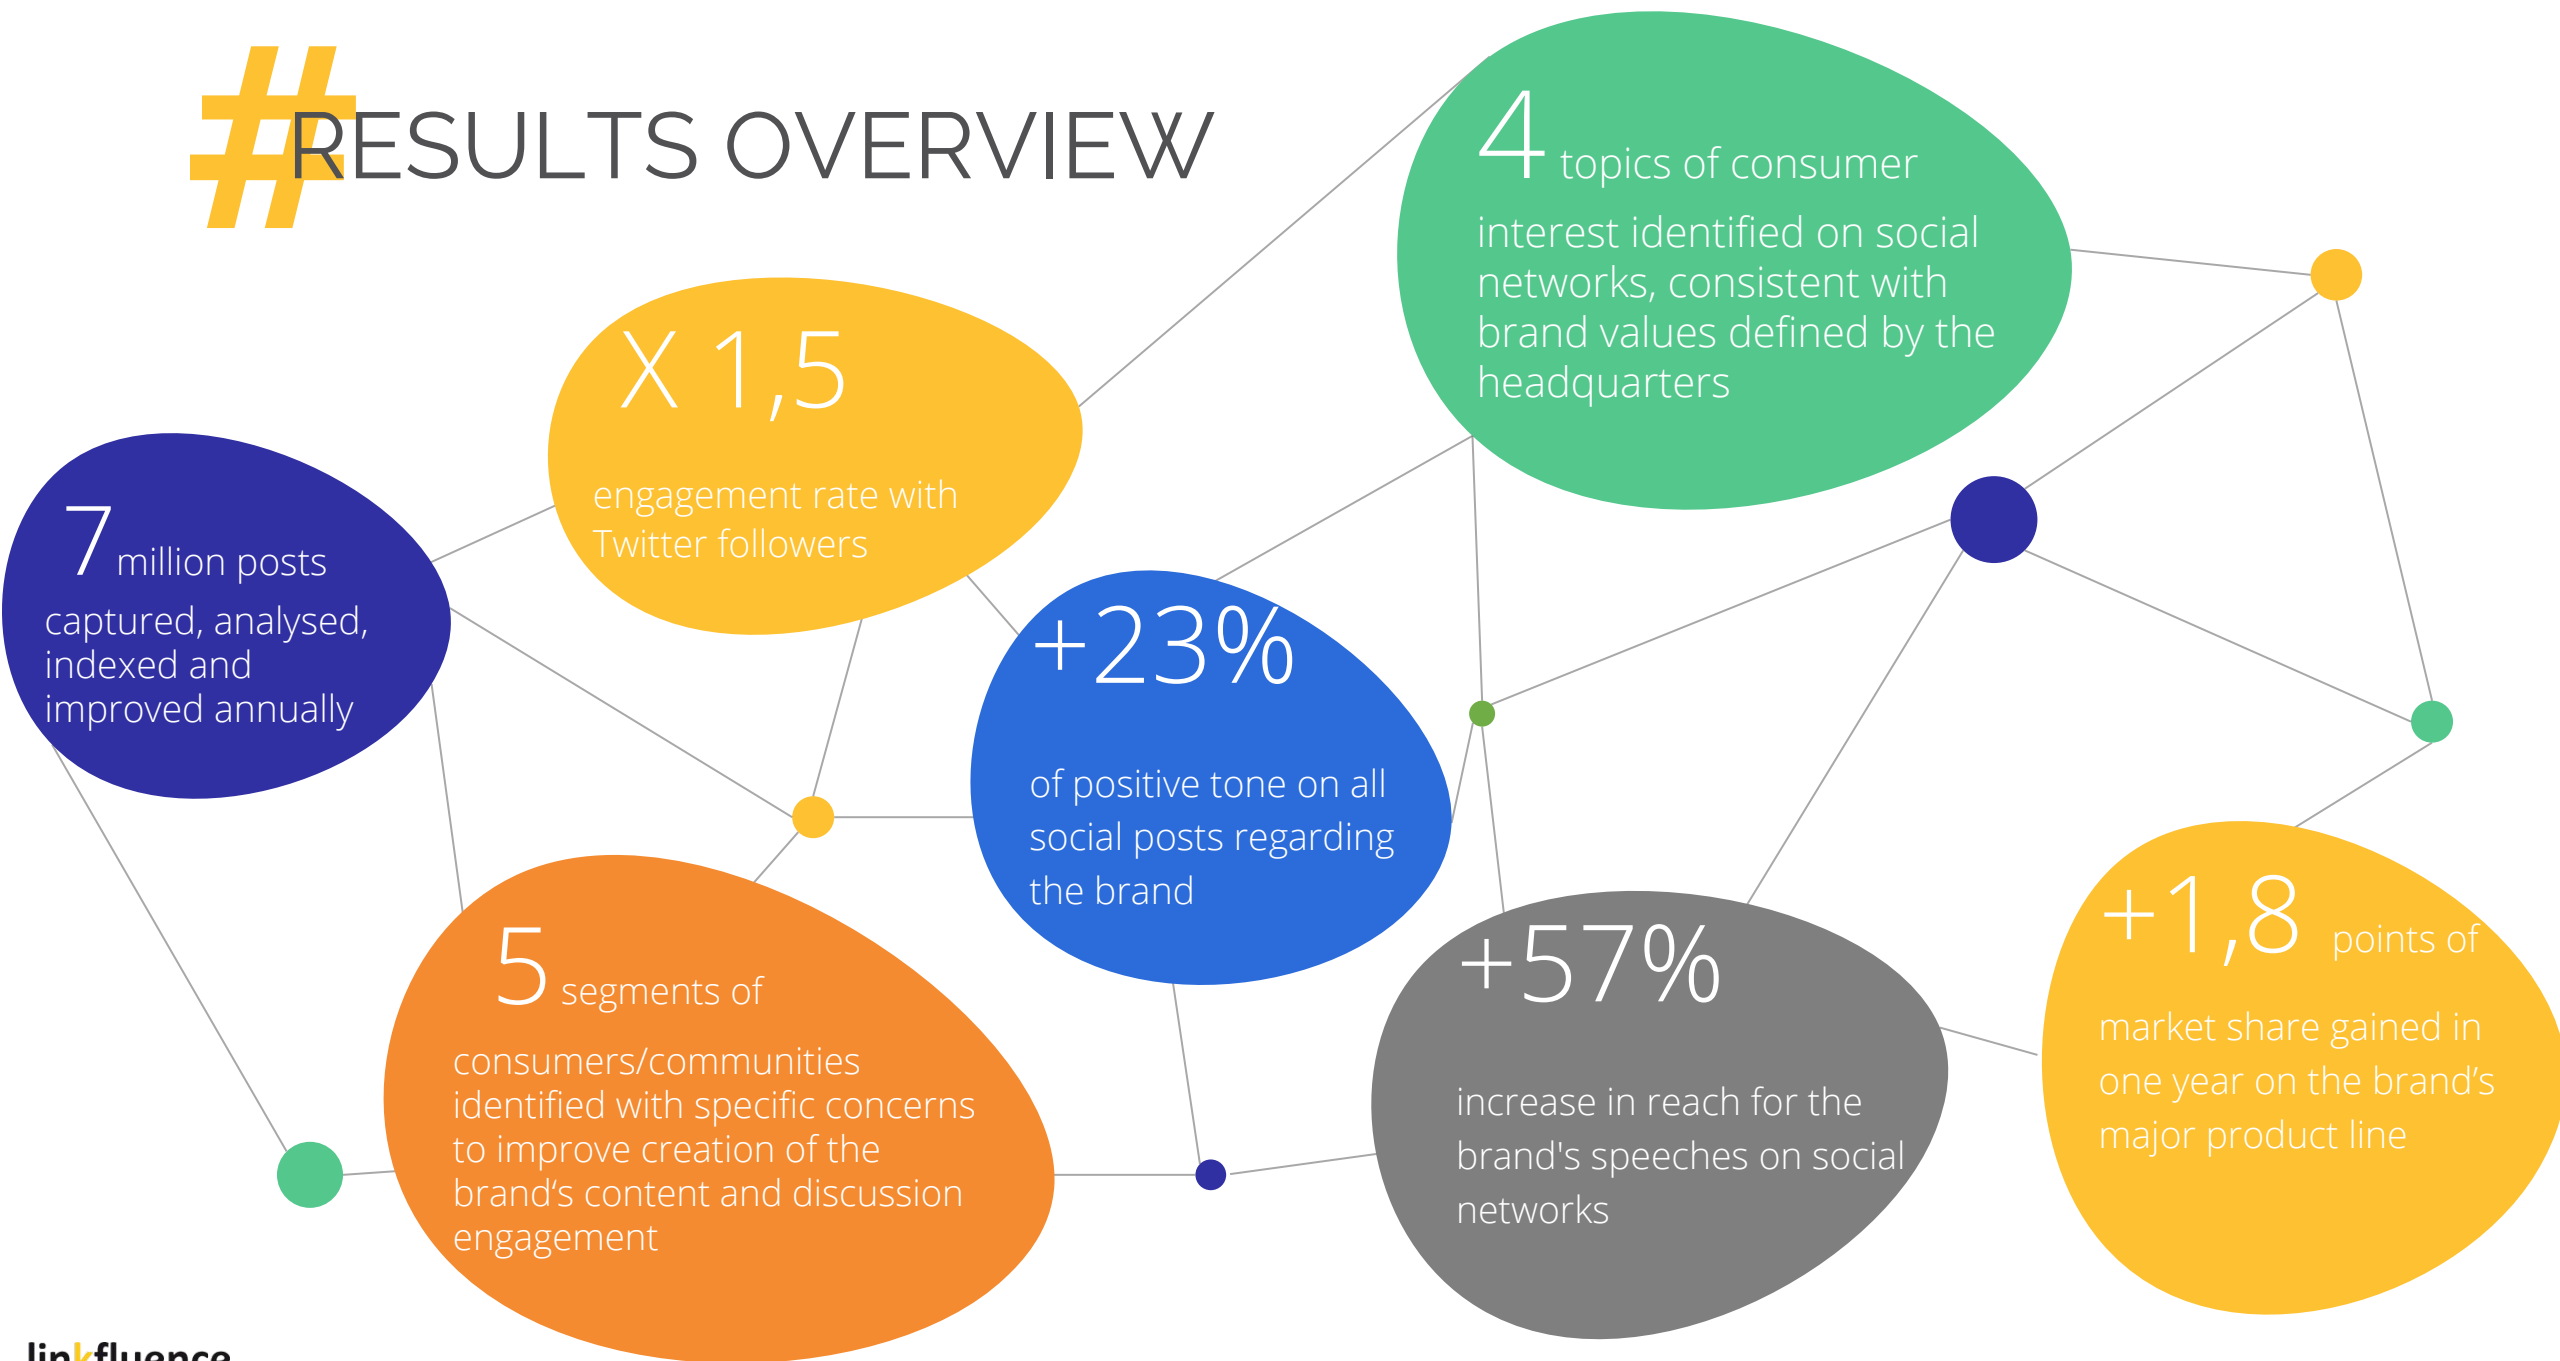 #RESULTS OVERVIEW
4 topics of consumer
interest identified on social
networks, consistent with
brand values defined by the
headquarters
X 1,5
engagement rate with
Twitter followers
7 million posts
captured, analysed,
indexed and
improved annually
+23%
of positive tone on all
social posts regarding
the brand
5 segments of
consumers/communities
identified with specific concerns
to improve creation of the
brand‘s content and discussion
engagement
+57%
increase in reach for the
brand's speeches on social
networks
+1,8 points of
market share gained in
one year on the brand’s
major product line
linkfluence